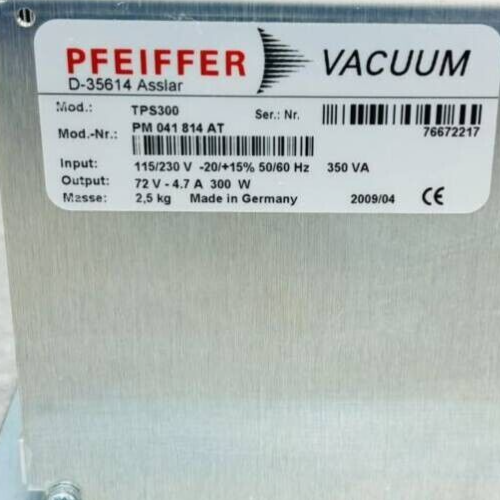 PFEIFFER VACUUM
D-35614 Asslar
Mod.: TPS300 Ser.: Nr.
Mod.-Nr.: PM 041 814 AT 76672217
Input: 115/230 V -20/+15% 50/60 Hz 350 VA
Output: 72 V - 4.7 A 300 W
Masse: 2,5 kg Made in Germany 2009/04 CE